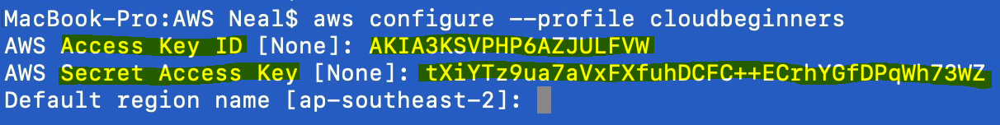 MacBook-Pro:AWS Neal$ aws configure --profile cloudbeginners
AWS Access Key ID [None]: AKIA3KSVPHP6AZJULFVW
AWS Secret Access Key [None]: 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
Default region name [ap-southeast-2]: